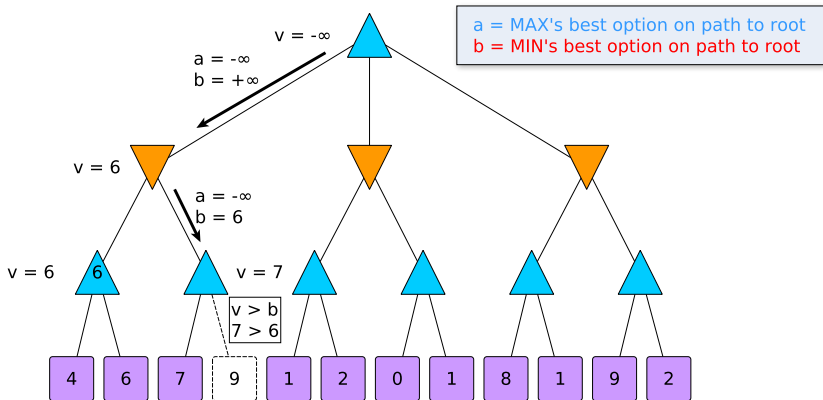 v = -∞
a = MAX's best option on path to root
b = MIN's best option on path to root
a = -∞
b = +∞
v = 6
a = -∞
b = 6
v = 6
6
v = 7
v > b
7 > 6
4 6 7 9 1 2 0 1 8 1 9 2